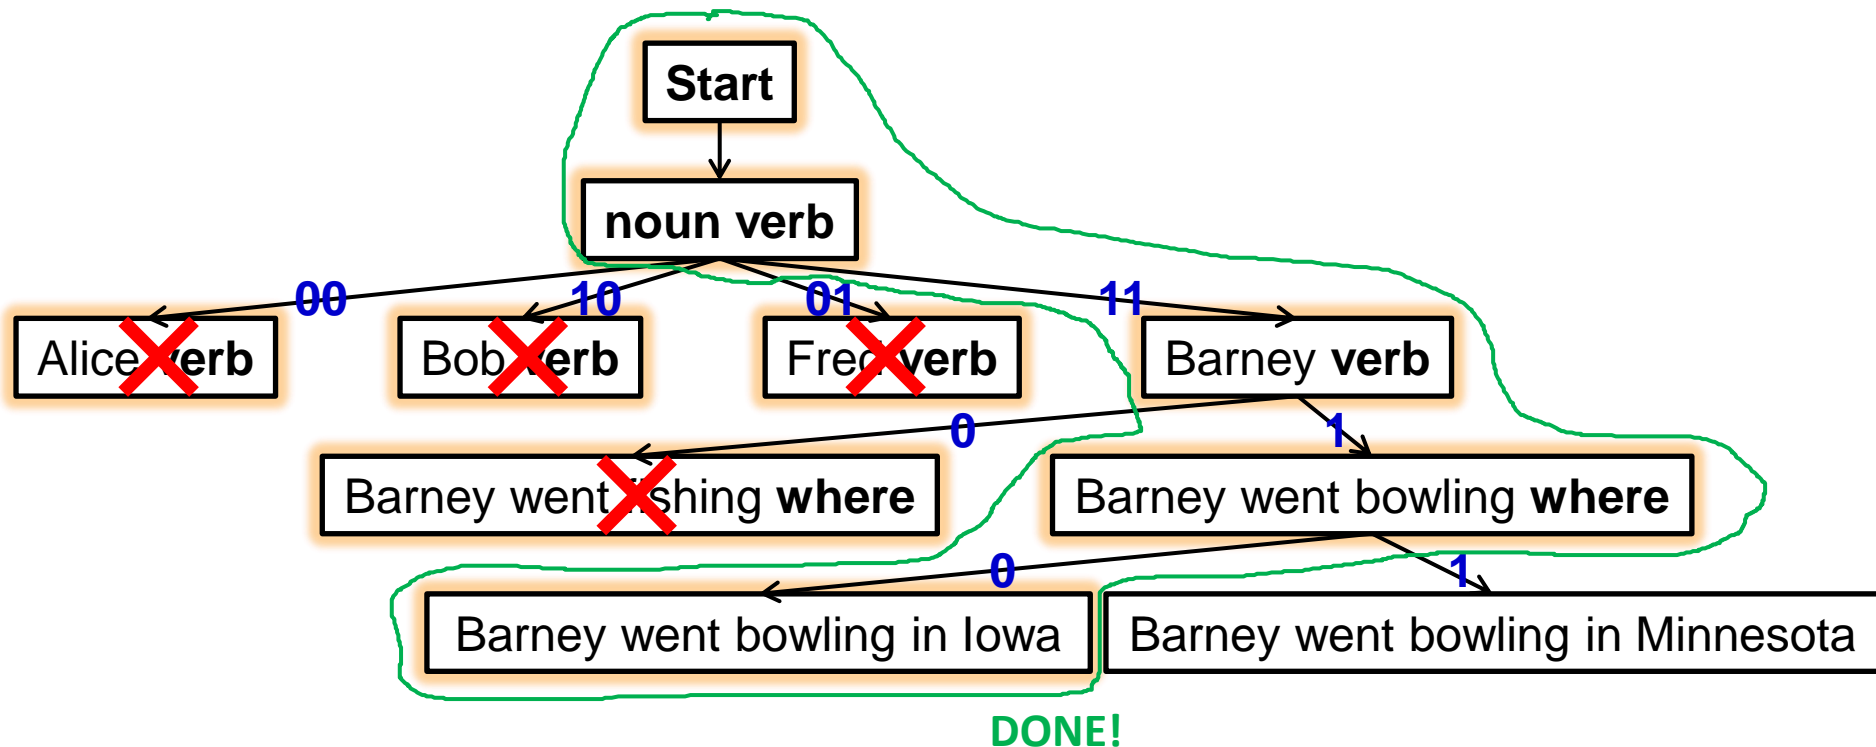 Start
noun verb
00 10 01 11
Alice verb Bob verb Fred verb Barney verb
0 1
Barney went fishing where Barney went bowling where
0 1
Barney went bowling in Iowa Barney went bowling in Minnesota
DONE!